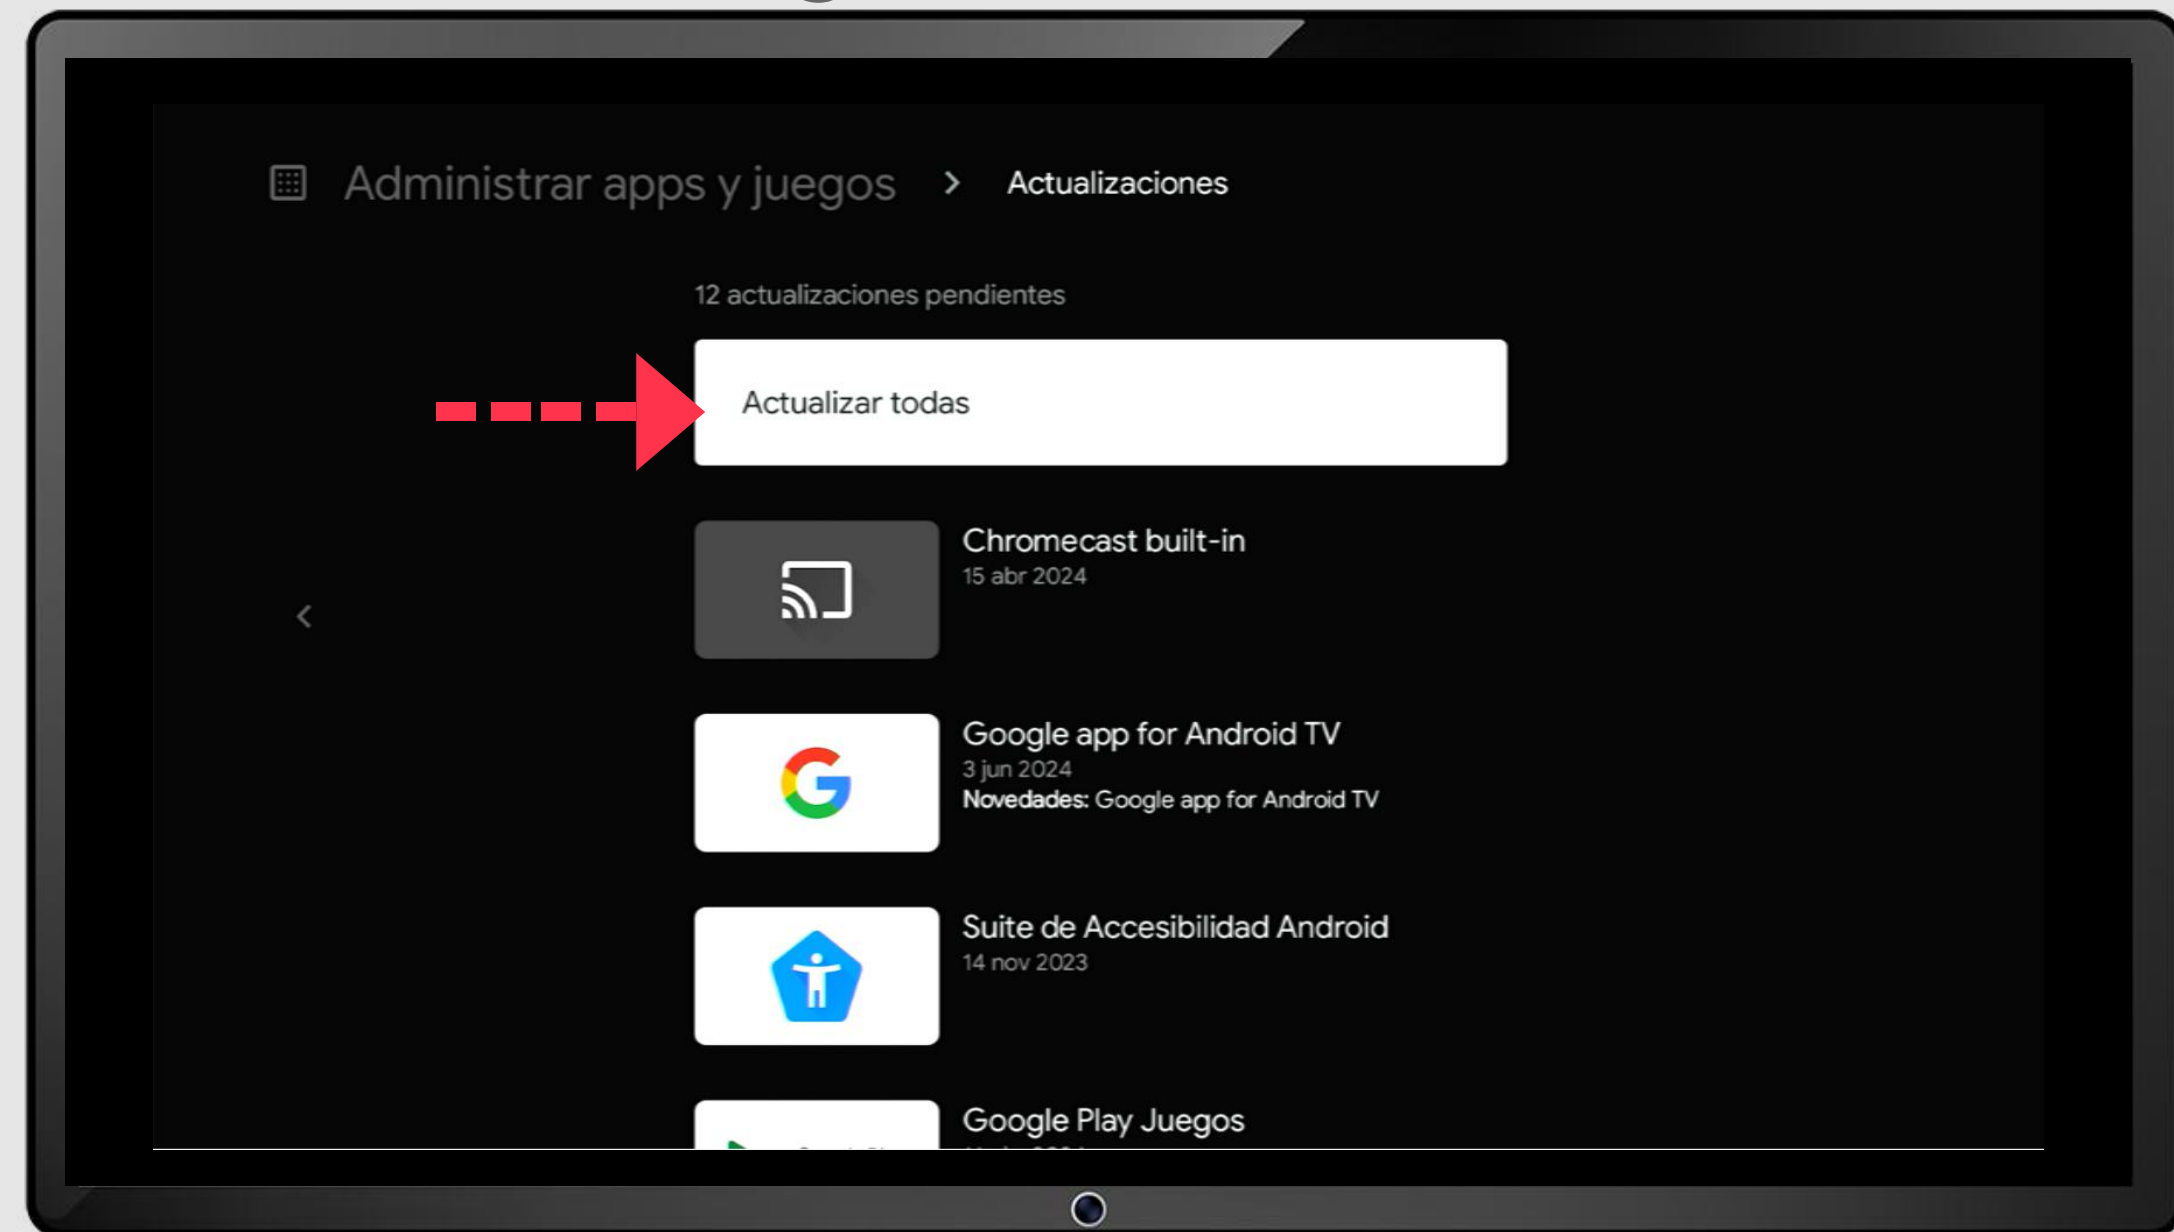 Administrar apps y juegos > Actualizaciones
12 actualizaciones pendientes
Actualizar todas
Chromecast built-in
15 abr 2024
Google app for Android TV
3 jun 2024
Novedades: Google app for Android TV
Suite de Accesibilidad Android
14 nov 2023
Google Play Juegos